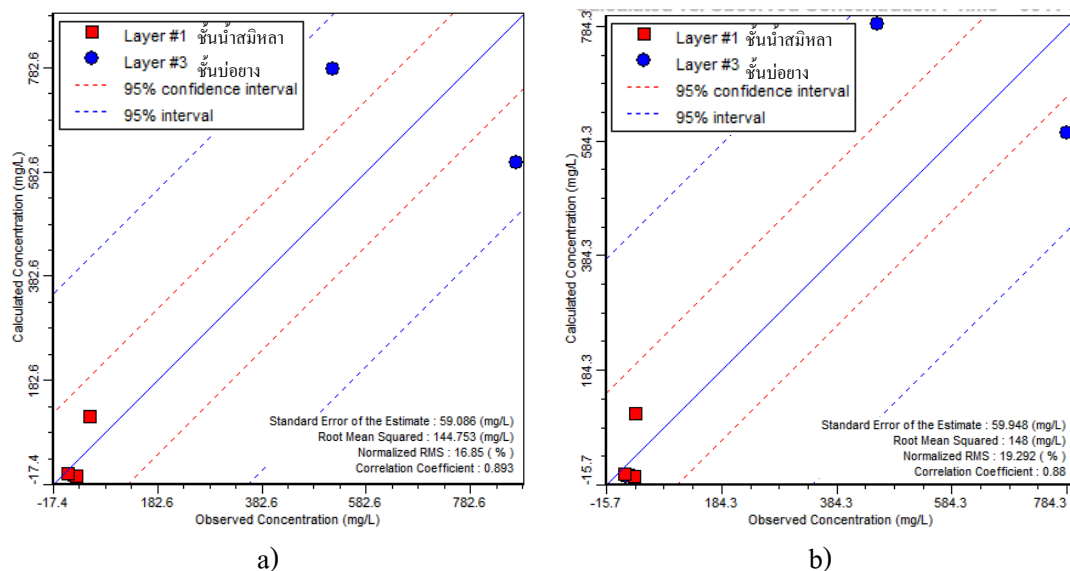 Layer #1 ชั้นน้ำสมิหลา
Layer #3 ชั้นบ่อยาง
95% confidence interval
95% interval
782.6
582.6
382.6
182.6
-17.4
Calculated Concentration (mg/L)
Standard Error of the Estimate : 59.086 (mg/L)
Root Mean Squared : 144.753 (mg/L)
Normalized RMS : 16.85 ( % )
Correlation Coefficient : 0.893
-17.4 182.6 382.6 582.6 782.6
Observed Concentration (mg/L)
a)
Layer #1 ชั้นน้ำสมิหลา
Layer #3 ชั้นบ่อยาง
95% confidence interval
95% interval
784.3
584.3
384.3
184.3
-15.7
Calculated Concentration (mg/L)
Standard Error of the Estimate : 59.948 (mg/L)
Root Mean Squared : 148 (mg/L)
Normalized RMS : 19.292 ( % )
Correlation Coefficient : 0.88
-15.7 184.3 384.3 584.3 784.3
Observed Concentration (mg/L)
b)